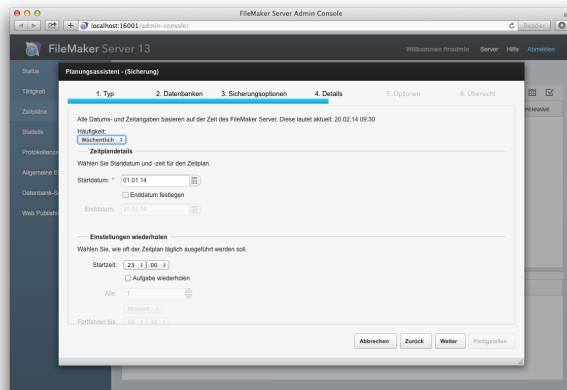 FileMaker Server Admin Console
localhost:16001/admin-console/
Reader
FileMaker Server 13
Willkommen fmadmin Server Hilfe Abmelden
Status
Tätigkeit
Zeitpläne
Statistik
Protokollanze
Allgemeine E
Datenbank-S
Web Publishi
PENNAME
Planungsassistent - (Sicherung)
1. Typ 2. Datenbanken 3. Sicherungsoptionen 4. Details 5. Optionen 6. Übersicht
Alle Datums- und Zeitangaben basieren auf der Zeit des FileMaker Server. Diese lautet aktuell: 20.02.14 09:30
Häufigkeit:
Wöchentlich
Zeitplandetails
Wählen Sie Startdatum und -zeit für den Zeitplan.
Startdatum: * 01.01.14
Enddatum festlegen
Enddatum: 20.02.14
Einstellungen wiederholen
Wählen Sie, wie oft der Zeitplan täglich ausgeführt werden soll.
Startzeit: 23 00
Aufgabe wiederholen
Alle: 1
Minuten
Fortfahren bis:
Abbrechen Zurück Weiter Fertigstellen